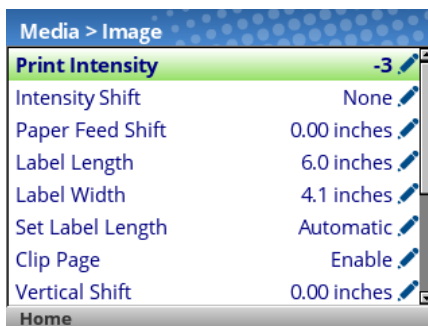 Media > Image
Print Intensity -3
Intensity Shift None
Paper Feed Shift 0.00 inches
Label Length 6.0 inches
Label Width 4.1 inches
Set Label Length Automatic
Clip Page Enable
Vertical Shift 0.00 inches
Home